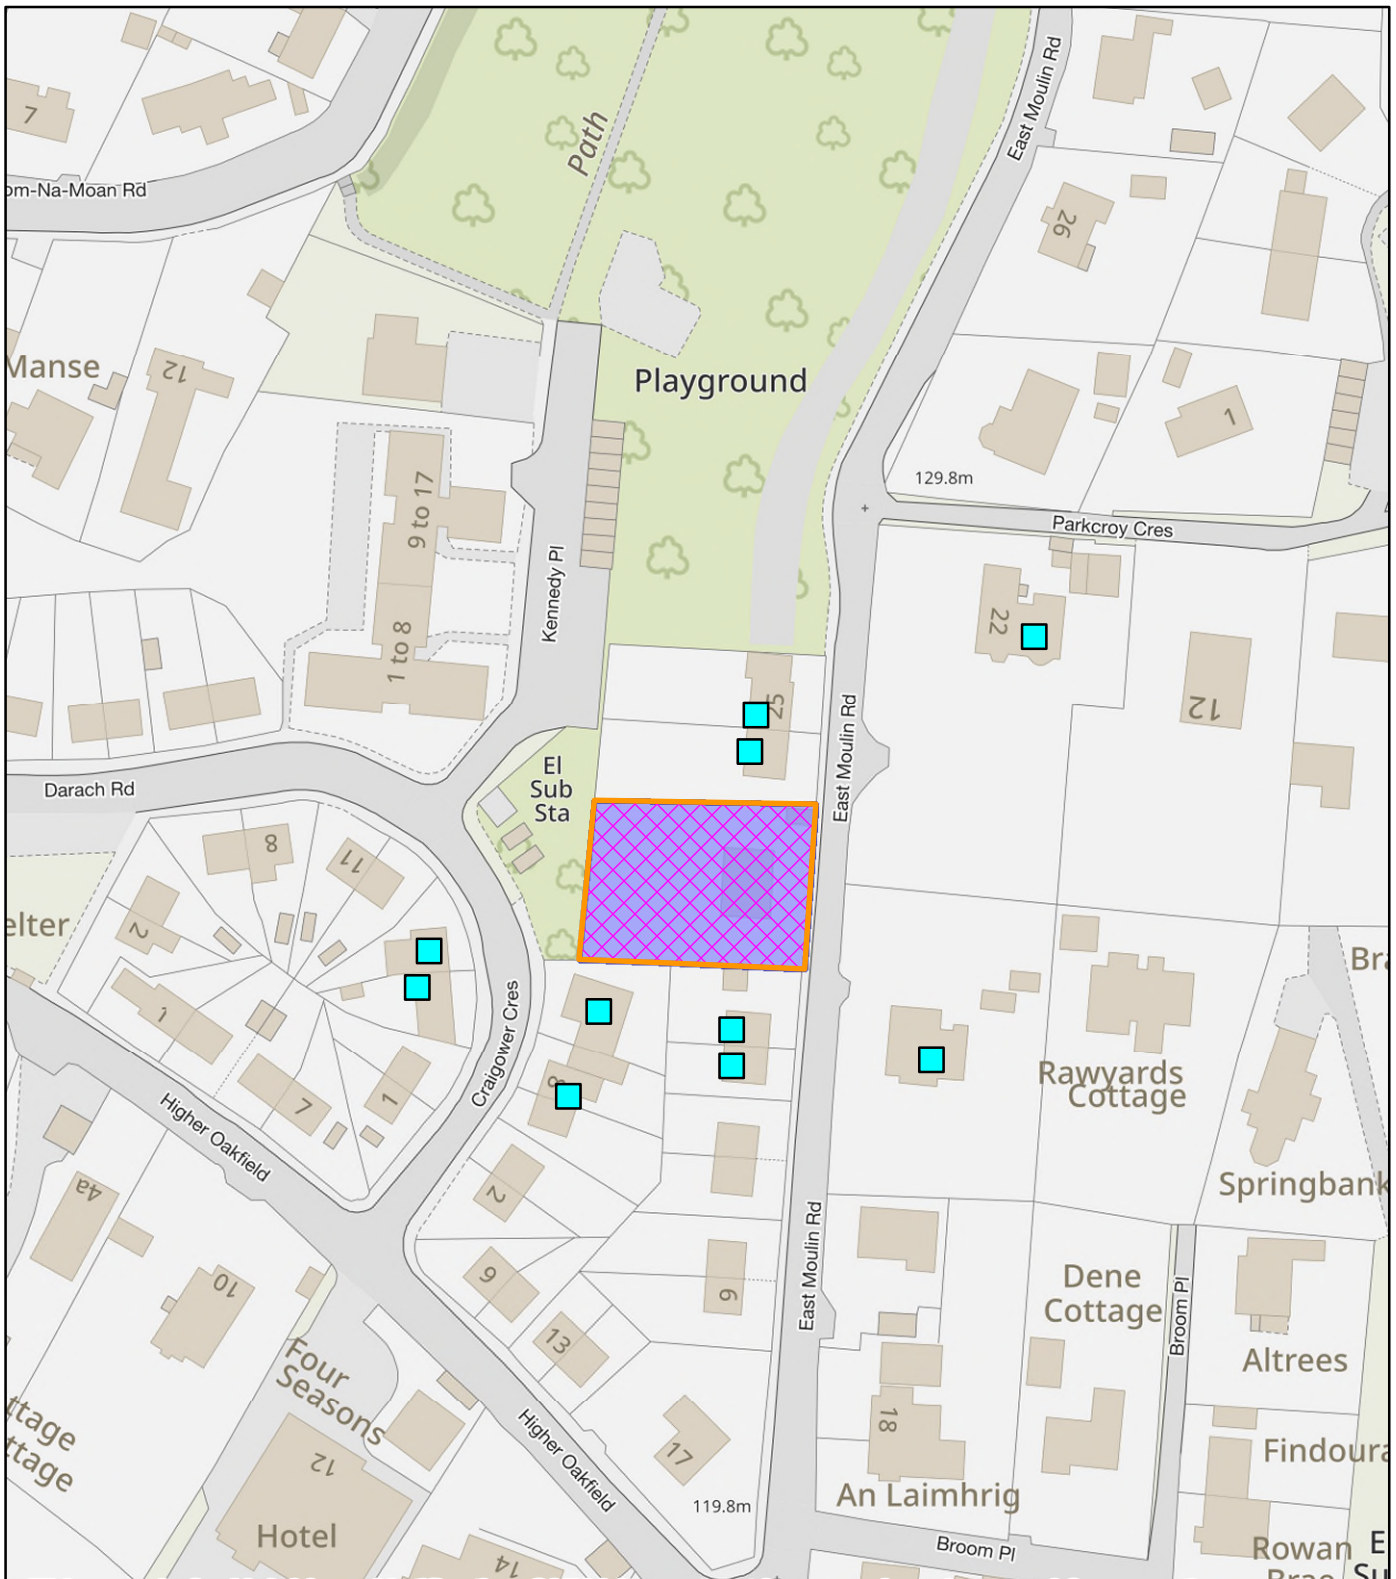 East Moulin Rd
7
Path
om-Na-Moan Rd
26
Manse
12
Playground
1
129.8m
Parkcroy Cres
9 to 17
Kennedy Pl
22
1 to 8
12
25
East Moulin Rd
El
Sub
Sta
Darach Rd
8
11
2
elter
Bra
1
Craigower Cres
Rawyards
Cottage
8
7
1
Higher Oakfield
Springbank
4a
2
East Moulin Rd
Dene
Cottage
10
9
6
Broom Pl
13
Four
Seasons
Altrees
ttage
ttage
18
Findoura
17
12
Higher Oakfield
An Laimhrig
119.8m
Hotel
Broom Pl
Rowan
Brae
E
Su
14